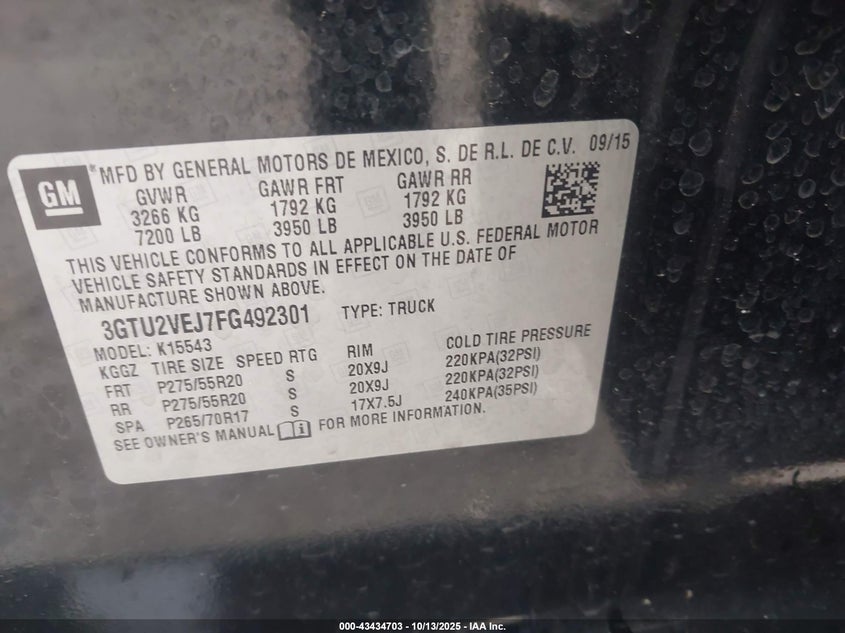 GM
®MFD BY GENERAL MOTORS DE MEXICO, S. DE R.L. DE C.V. 09/15
GVWR GAWR FRT GAWR RR
3266 KG 1792 KG 1792 KG
7200 LB 3950 LB 3950 LB
THIS VEHICLE CONFORMS TO ALL APPLICABLE U.S. FEDERAL MOTOR
VEHICLE SAFETY STANDARDS IN EFFECT ON THE DATE OF
MANUFACTURE SHOWN ABOVE.
3GTU2VEJ7FG492301 TYPE: TRUCK
MODEL: K15543
KGGZ TIRE SIZE SPEED RTG RIM COLD TIRE PRESSURE
FRT P275/55R20 S 20X9J 220KPA(32PSI)
RR P275/55R20 S 20X9J 220KPA(32PSI)
SPA P265/70R17 S 17X7.5J 240KPA(35PSI)
SEE OWNER'S MANUAL FOR MORE INFORMATION.
000-43434703 - 10/13/2025 - IAA Inc.